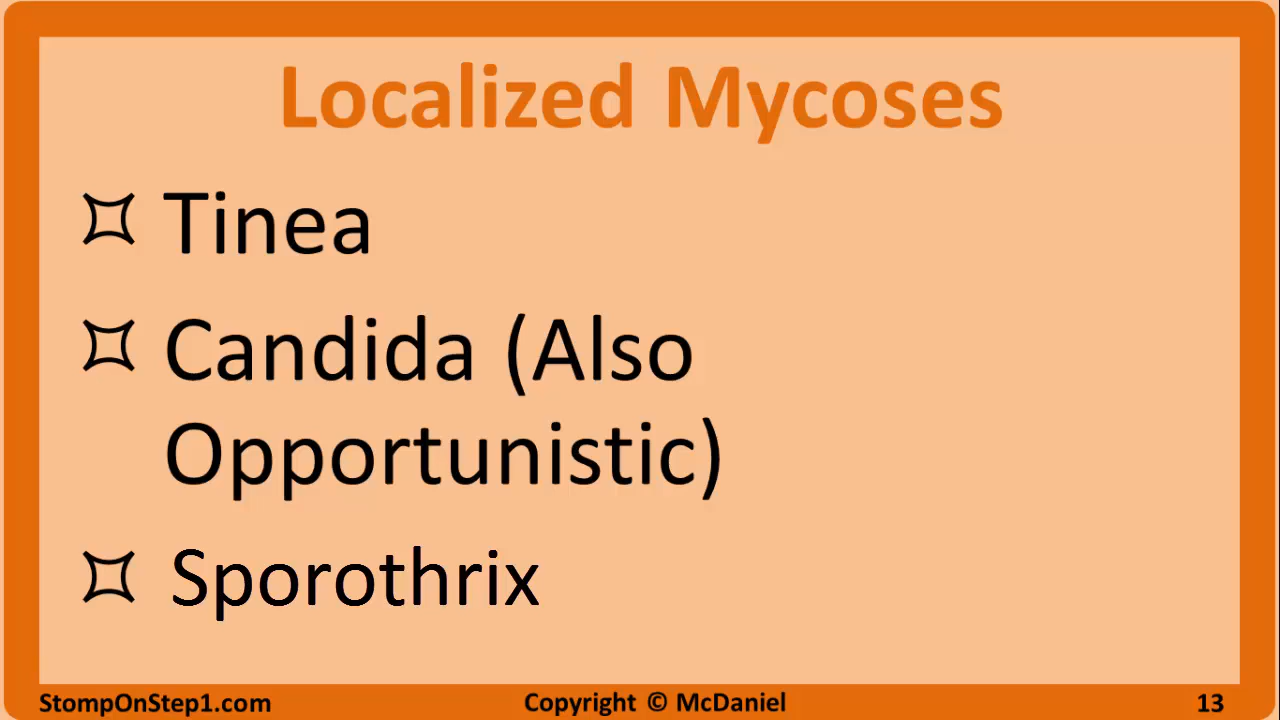 Localized Mycoses
Tinea
Candida (Also
Opportunistic)
Sporothrix
StompOnStep1.com
Copyright © McDaniel
13